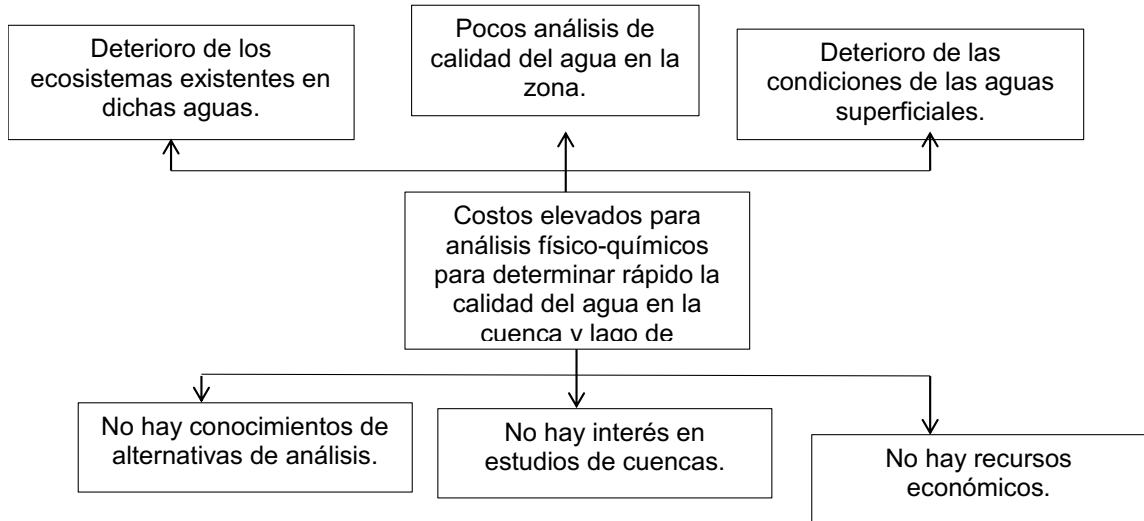 Deterioro de los
ecosistemas existentes en
dichas aguas.
Pocos análisis de
calidad del agua en la
zona.
Deterioro de las
condiciones de las aguas
superficiales.
Costos elevados para
análisis físico-químicos
para determinar rápido la
calidad del agua en la
cuenca y lago de
No hay conocimientos de
alternativas de análisis.
No hay interés en
estudios de cuencas.
No hay recursos
económicos.